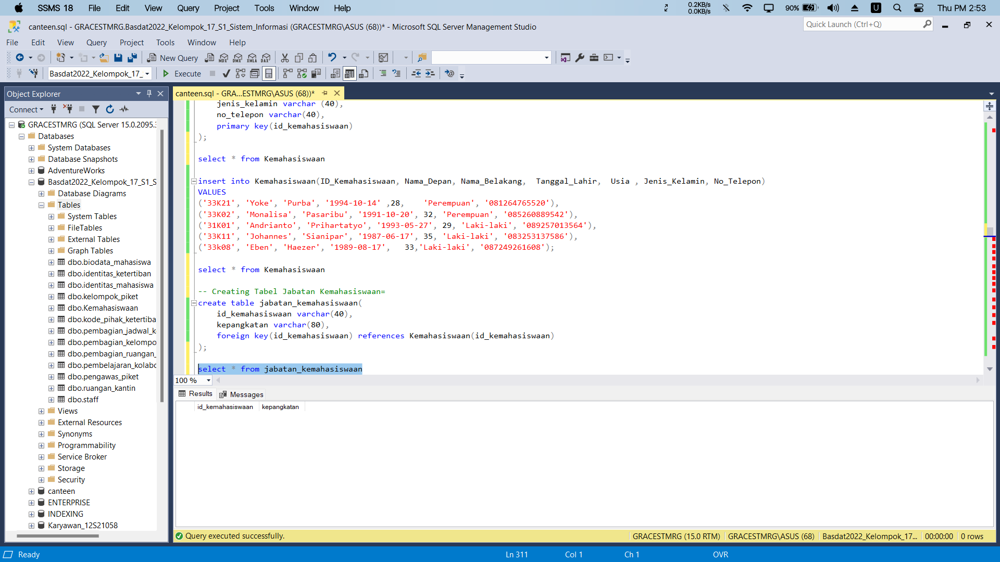 SSMS 18 File Edit View Query Project Tools Window Help 0.2KB/s 0.0KB/s 90% U Thu PM 2:53
canteen.sql - GRACESTMRG.Basdat2022_Kelompok_17_S1_Sistem_Informasi (GRACESTMRG\ASUS (68))* - Microsoft SQL Server Management Studio
Quick Launch (Ctrl+Q)
File Edit View Query Project Tools Window Help
New Query MDX DMX XMLA DAX
Basdat2022_Kelompok_17_ Execute
Object Explorer
Connect
GRACESTMRG (SQL Server 15.0.2095.3
Databases
System Databases
Database Snapshots
AdventureWorks
Basdat2022_Kelompok_17_S1_S
Database Diagrams
Tables
System Tables
FileTables
External Tables
Graph Tables
dbo.biodata_mahasiswa
dbo.identitas_ketertiban
dbo.identitas_mahasiswa
dbo.kelompok_piket
dbo.Kemahasiswaan
dbo.kode_pihak_ketertiba
dbo.pembagian_jadwal_k
dbo.pembagian_kelompo
dbo.pembagian_ruangan_
dbo.pembelajaran_kolabo
dbo.pengawas_piket
dbo.ruangan_kantin
dbo.staff
Views
External Resources
Synonyms
Programmability
Service Broker
Storage
Security
canteen
ENTERPRISE
INDEXING
Karyawan_12S21058
canteen.sql - GRA...ESTMRG\ASUS (68))*
jenis_kelamin varchar (40),
no_telepon varchar(40),
primary key(id_kemahasiswaan)
);
select * from Kemahasiswaan
insert into Kemahasiswaan(ID_Kemahasiswaan, Nama_Depan, Nama_Belakang, Tanggal_Lahir, Usia , Jenis_Kelamin, No_Telepon)
VALUES
('33K21', 'Yoke', 'Purba', '1994-10-14' ,28, 'Perempuan', '081264765520'),
('33K02', 'Monalisa', 'Pasaribu', '1991-10-20', 32, 'Perempuan', '085260889542'),
('31K01', 'Andrianto', 'Prihartatyo', '1993-05-27', 29, 'Laki-laki', '089257013564'),
('33K11', 'Johannes', 'Sianipar', '1987-06-17', 35, 'Laki-laki', '083253137586'),
('33k08', 'Eben', 'Haezer', '1989-08-17', 33,'Laki-laki', '087249261608');
select * from Kemahasiswaan
-- Creating Tabel Jabatan Kemahasiswaan=
create table jabatan_kemahasiswaan(
id_kemahasiswaan varchar(40),
kepangkatan varchar(80),
foreign key(id_kemahasiswaan) references Kemahasiswaan(id_kemahasiswaan)
);
select * from jabatan_kemahasiswaan
100 %
Results Messages
id_kemahasiswaan kepangkatan
Query executed successfully. GRACESTMRG (15.0 RTM) GRACESTMRG\ASUS (68) Basdat2022_Kelompok_17... 00:00:00 0 rows
Ready Ln 311 Col 1 Ch 1 OVR